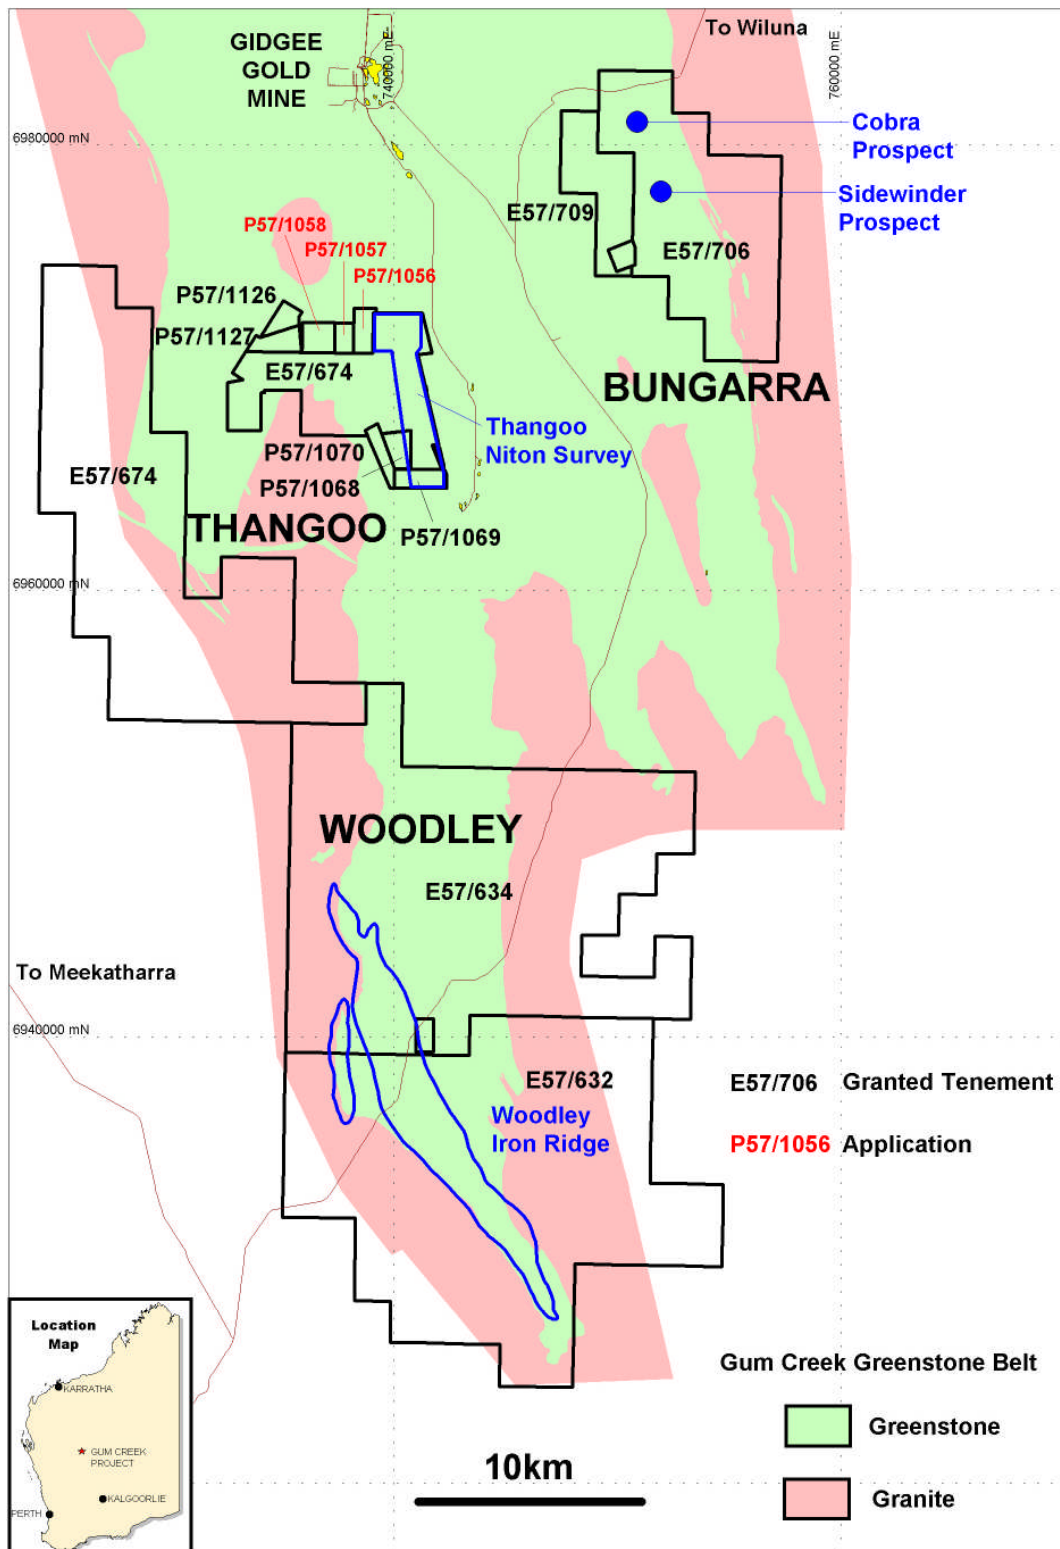 To Wiluna
GIDGEE
GOLD
MINE
740000 mE
760000 mE
6980000 mN
Cobra
Prospect
Sidewinder
Prospect
E57/709
E57/706
P57/1058
P57/1057
P57/1056
P57/1126
P57/1127
E57/674
BUNGARRA
Thangoo
Niton Survey
P57/1070
E57/674
P57/1068
THANGOO
P57/1069
6960000 mN
WOODLEY
E57/634
To Meekatharra
6940000 mN
E57/632
Woodley
Iron Ridge
E57/706 Granted Tenement
P57/1056 Application
Location
Map
KARRATHA
GUM CREEK
PROJECT
KALGOORLIE
PERTH
Gum Creek Greenstone Belt
Greenstone
10km
Granite